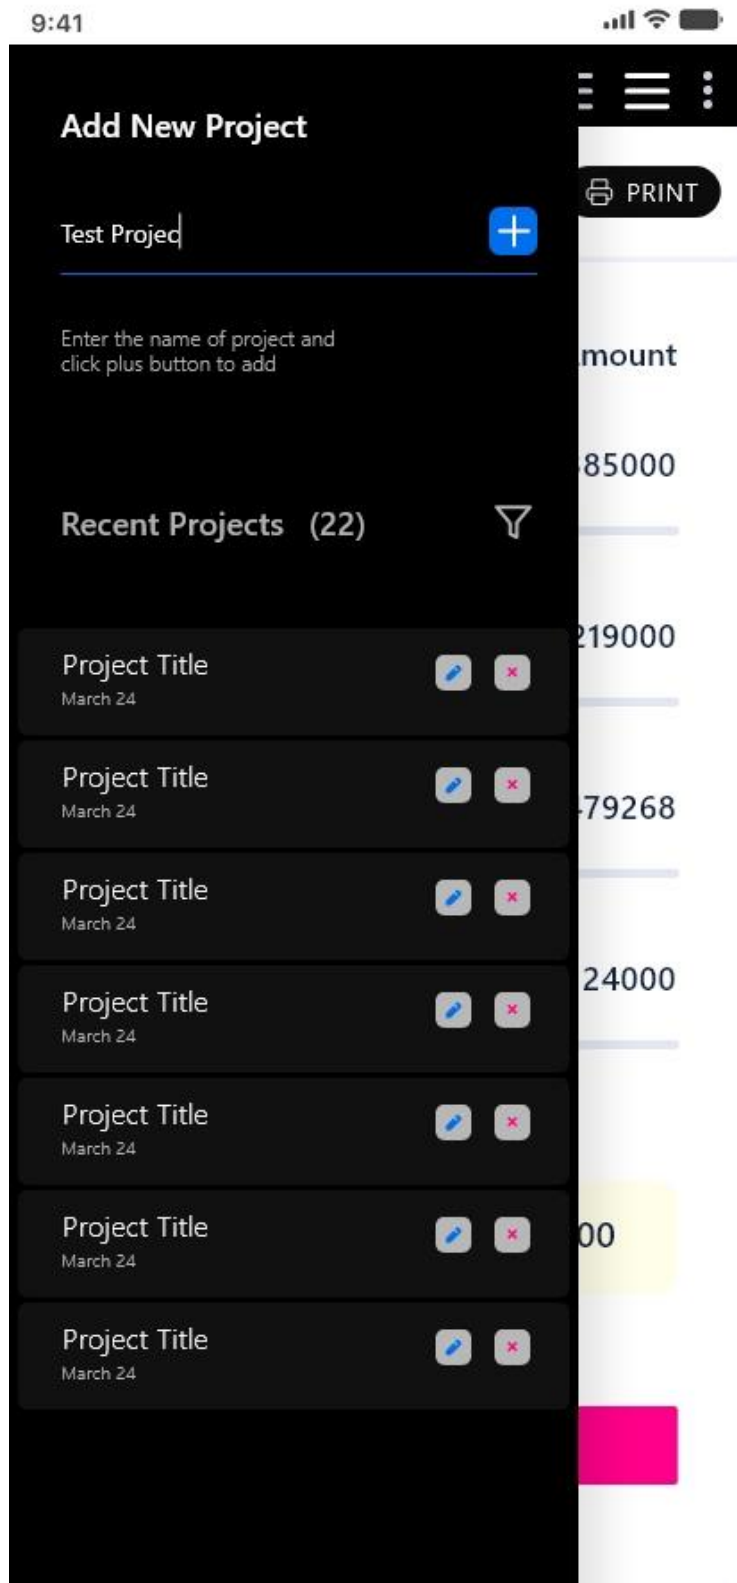 9:41
Add New Project
PRINT
Test Projec
Enter the name of project and
click plus button to add
mount
85000
Recent Projects (22)
219000
Project Title
March 24
Project Title
March 24
479268
Project Title
March 24
24000
Project Title
March 24
Project Title
March 24
Project Title
March 24
00
Project Title
March 24